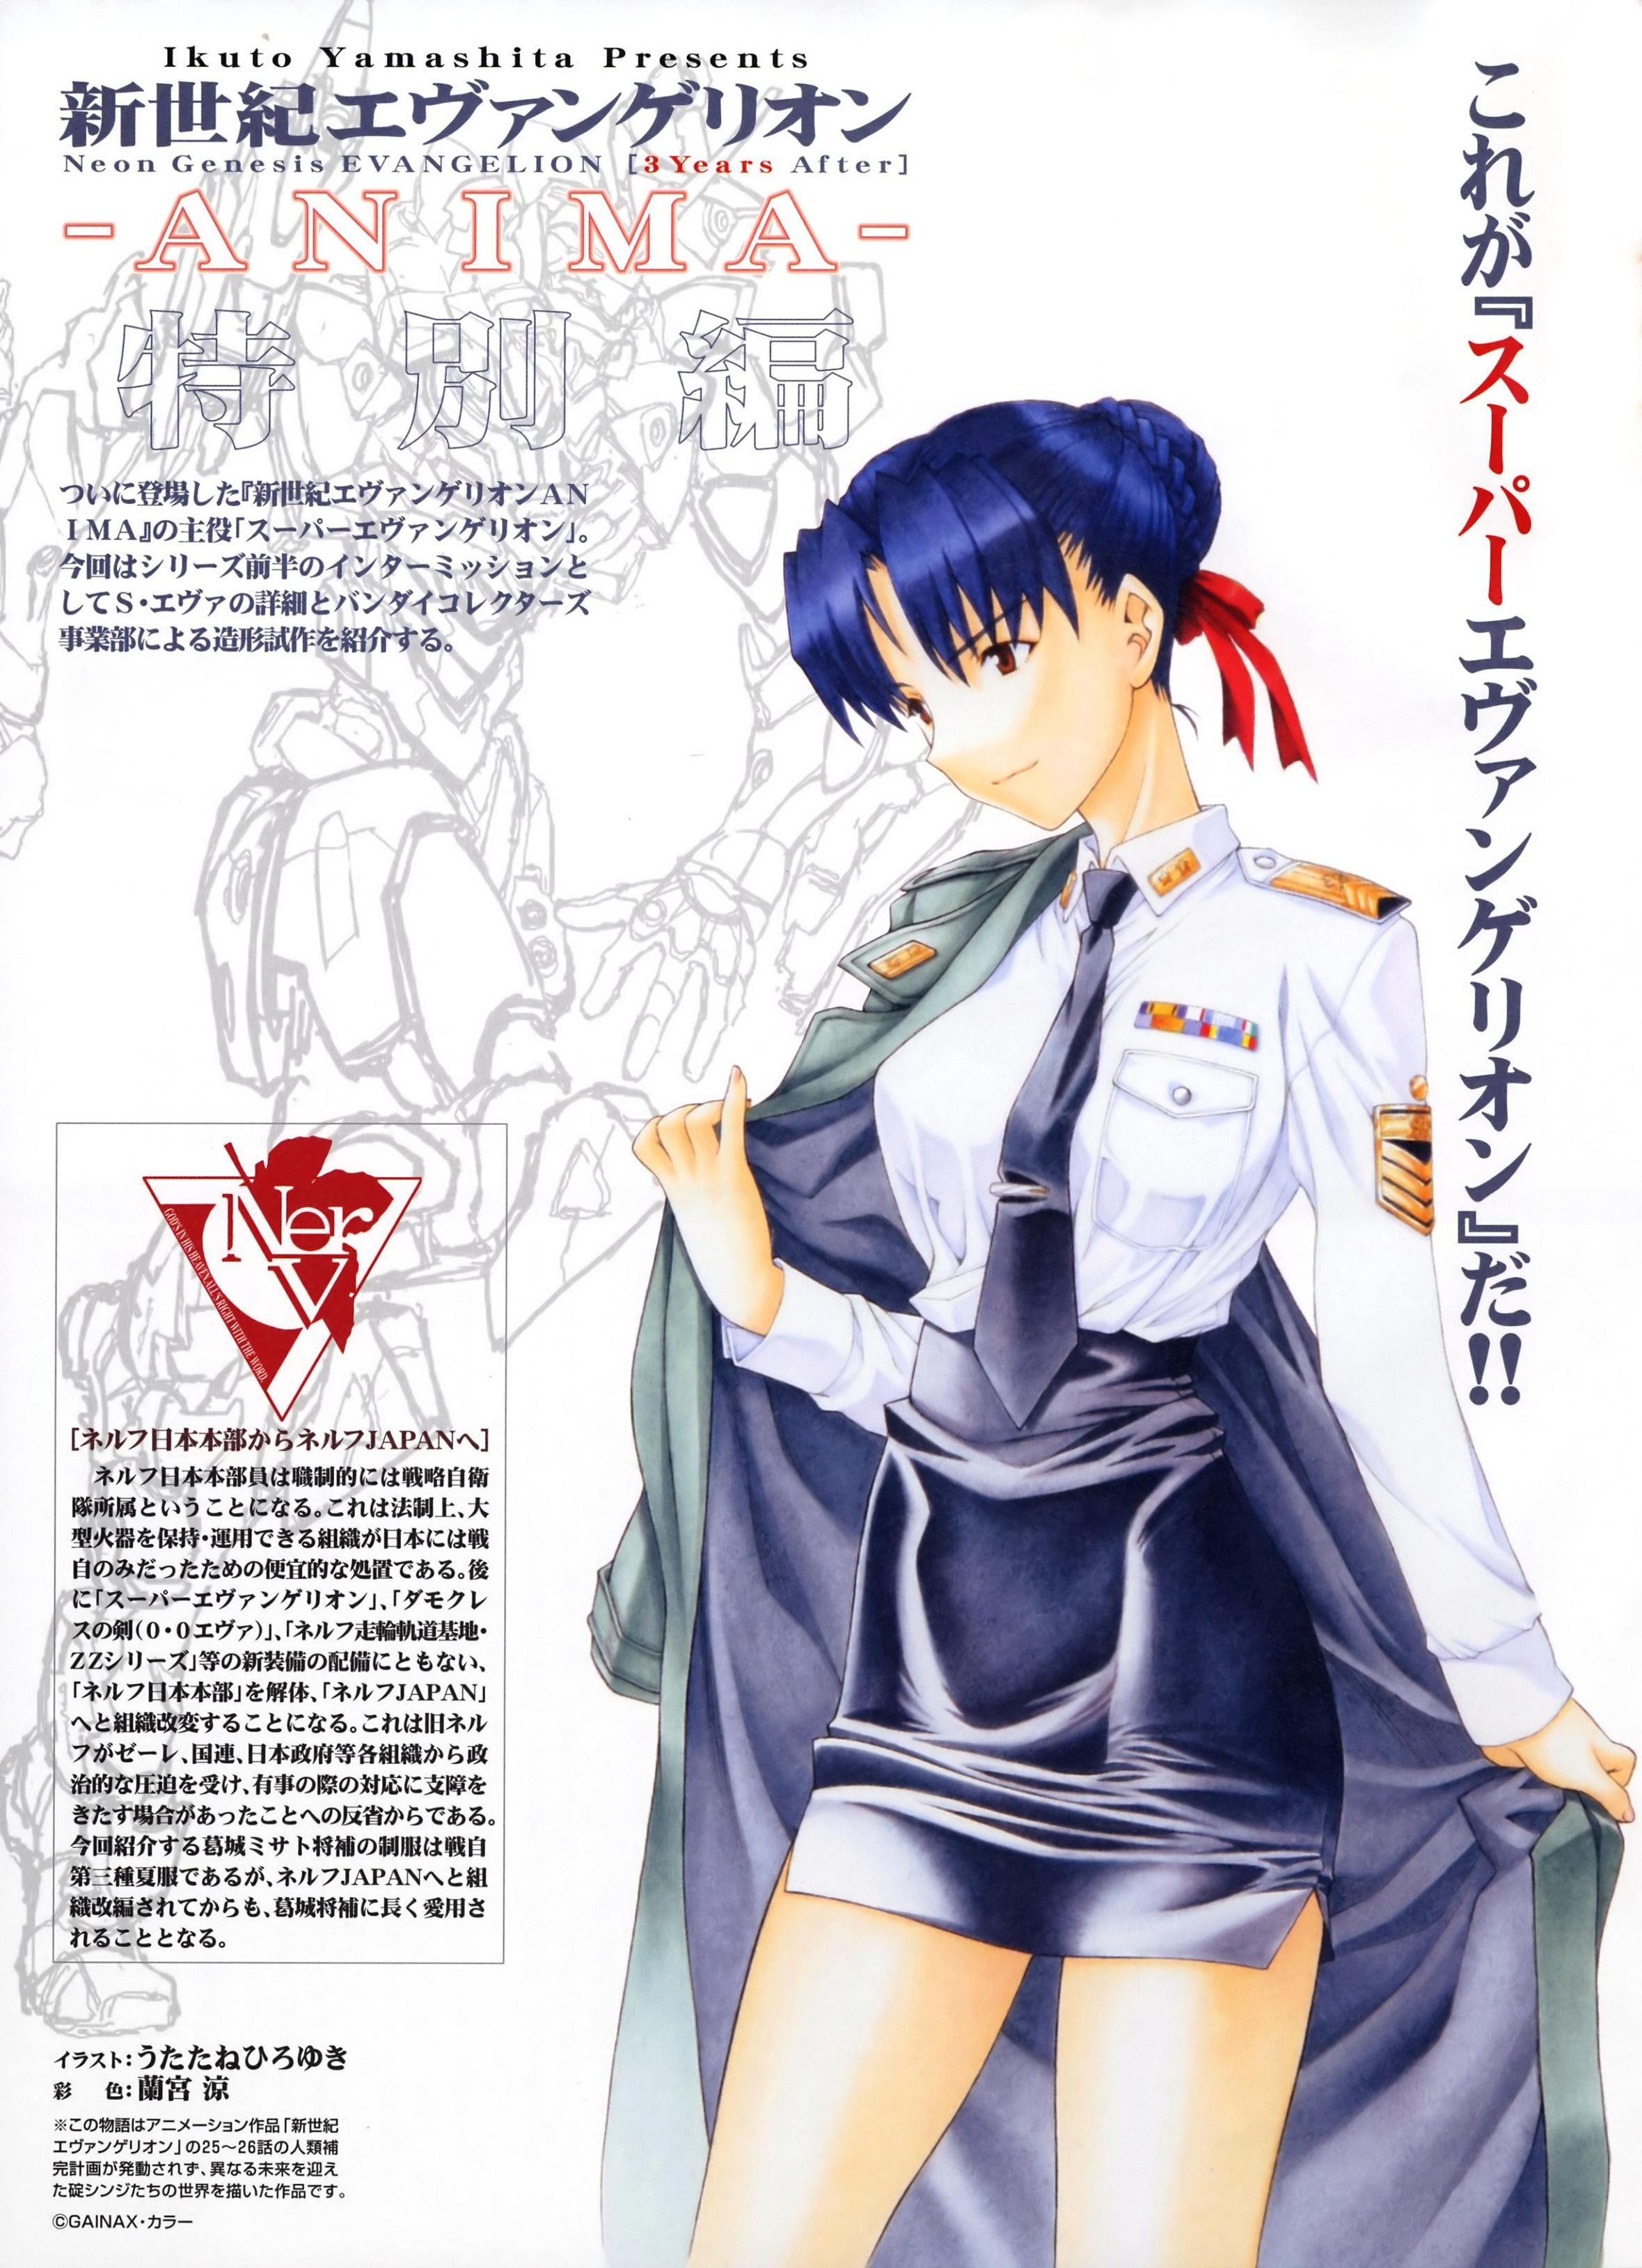 Ikuto Yamashita Presents
新世紀エヴァンゲリオン
Neon Genesis EVANGELION [3Years After]
-ANIMA-
特別編
これが『スーパーエヴァンゲリオン』だ!!
ついに登場した『新世紀エヴァンゲリオンAN
IMA』の主役「スーパーエヴァンゲリオン」。
今回はシリーズ前半のインターミッションと
してS・エヴァの詳細とバンダイコレクターズ
事業部による造形試作を紹介する。
NerV
GOD'S IN HIS HEAVEN. ALL'S RIGHT WITH THE WORD.
[ネルフ日本本部からネルフJAPANへ]
ネルフ日本本部員は職制的には戦略自衛
隊所属ということになる。これは法制上、大
型火器を保持・運用できる組織が日本には戦
自のみだったための便宜的な処置である。後
に「スーパーエヴァンゲリオン」、「ダモクレ
スの剣(0・0エヴァ)」、「ネルフ走輪軌道基地・
ZZシリーズ」等の新装備の配備にともない、
「ネルフ日本本部」を解体、「ネルフJAPAN」
へと組織改変することになる。これは旧ネル
フがゼーレ、国連、日本政府等各組織から政
治的な圧迫を受け、有事の際の対応に支障を
きたす場合があったことへの反省からである。
今回紹介する葛城ミサト将補の制服は戦自
第三種夏服であるが、ネルフJAPANへと組
織改編されてからも、葛城将補に長く愛用さ
れることとなる。
イラスト:うたたねひろゆき
彩 色:蘭宮 涼
※この物語はアニメーション作品「新世紀
エヴァンゲリオン」の25〜26話の人類補
完計画が発動されず、異なる未来を迎え
た碇シンジたちの世界を描いた作品です。
©GAINAX・カラー